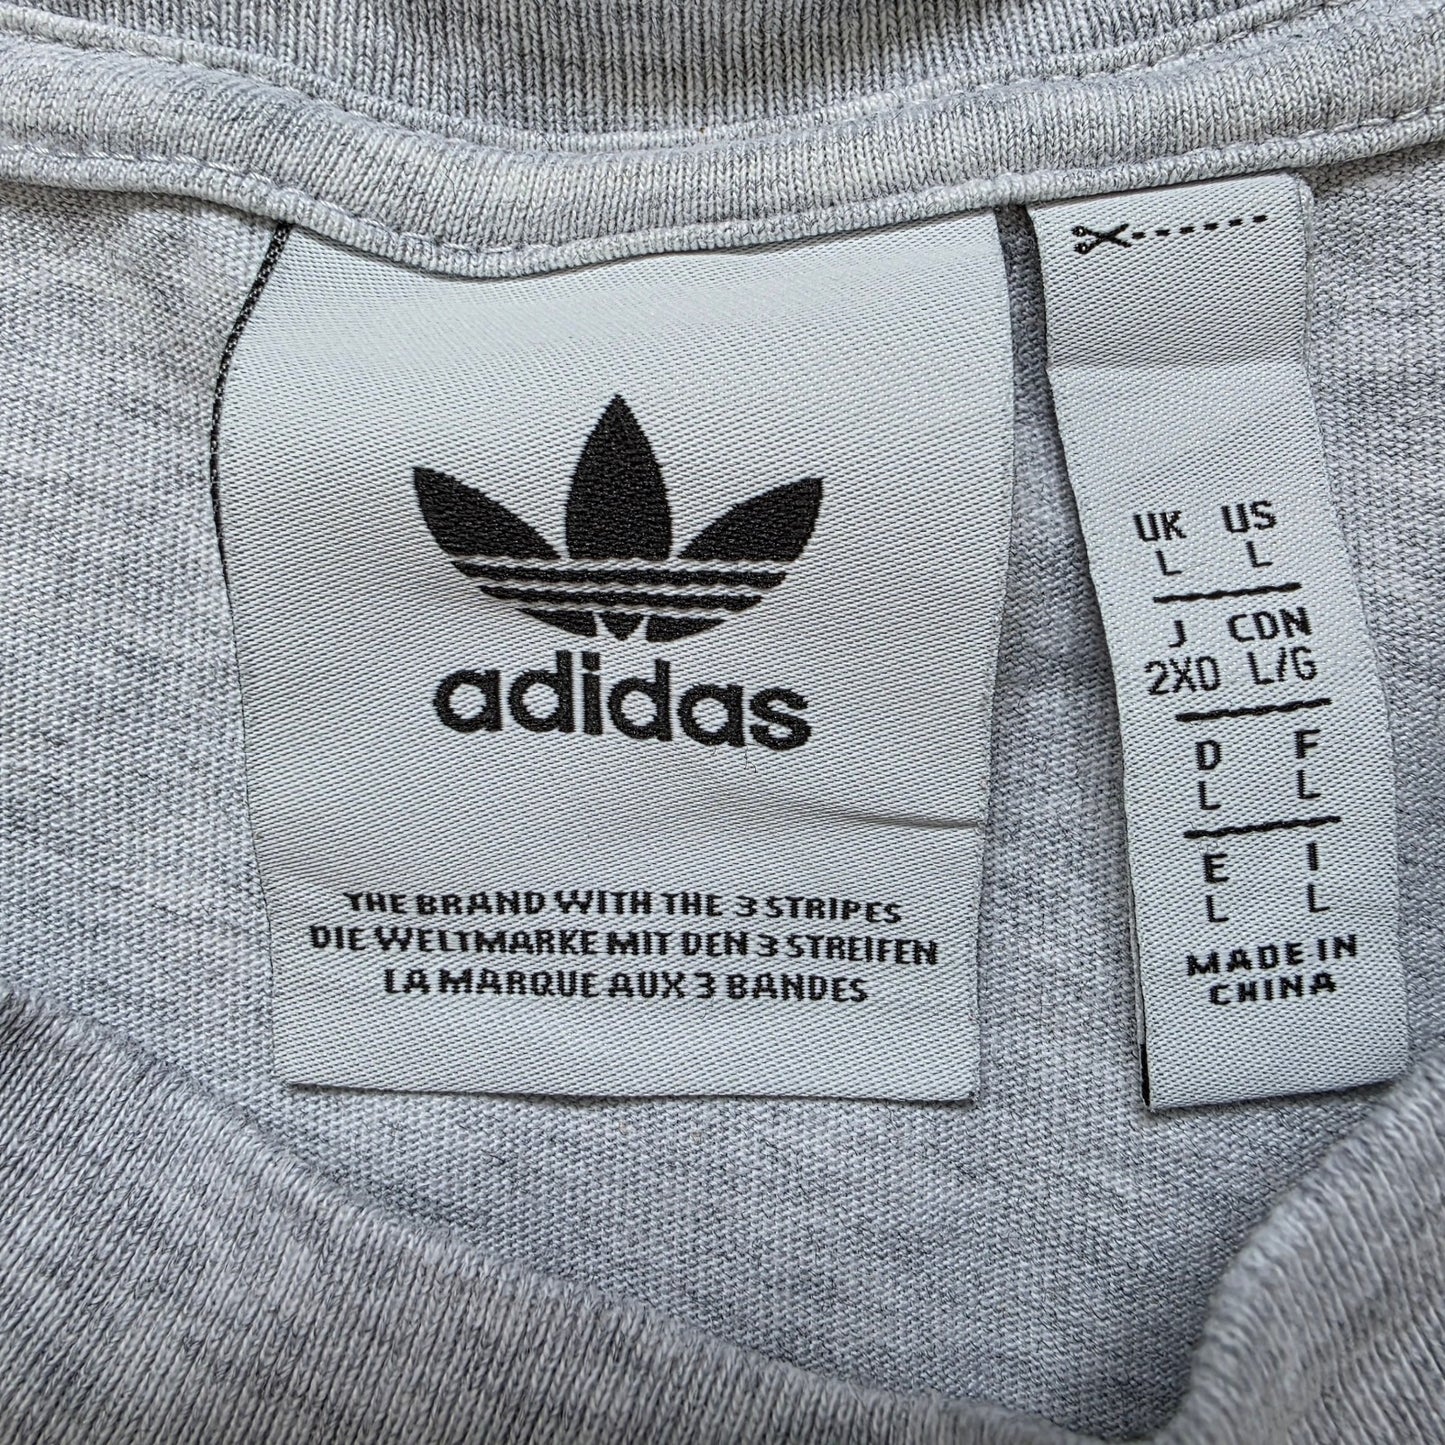 adidas
THE BRAND WITH THE 3 STRIPES
DIE WELTMARKE MIT DEN 3 STREIFEN
LA MARQUE AUX 3 BANDES
UK US
L L
J CDN
2XO L/G
D F
L L
E I
L L
MADE IN
CHINA